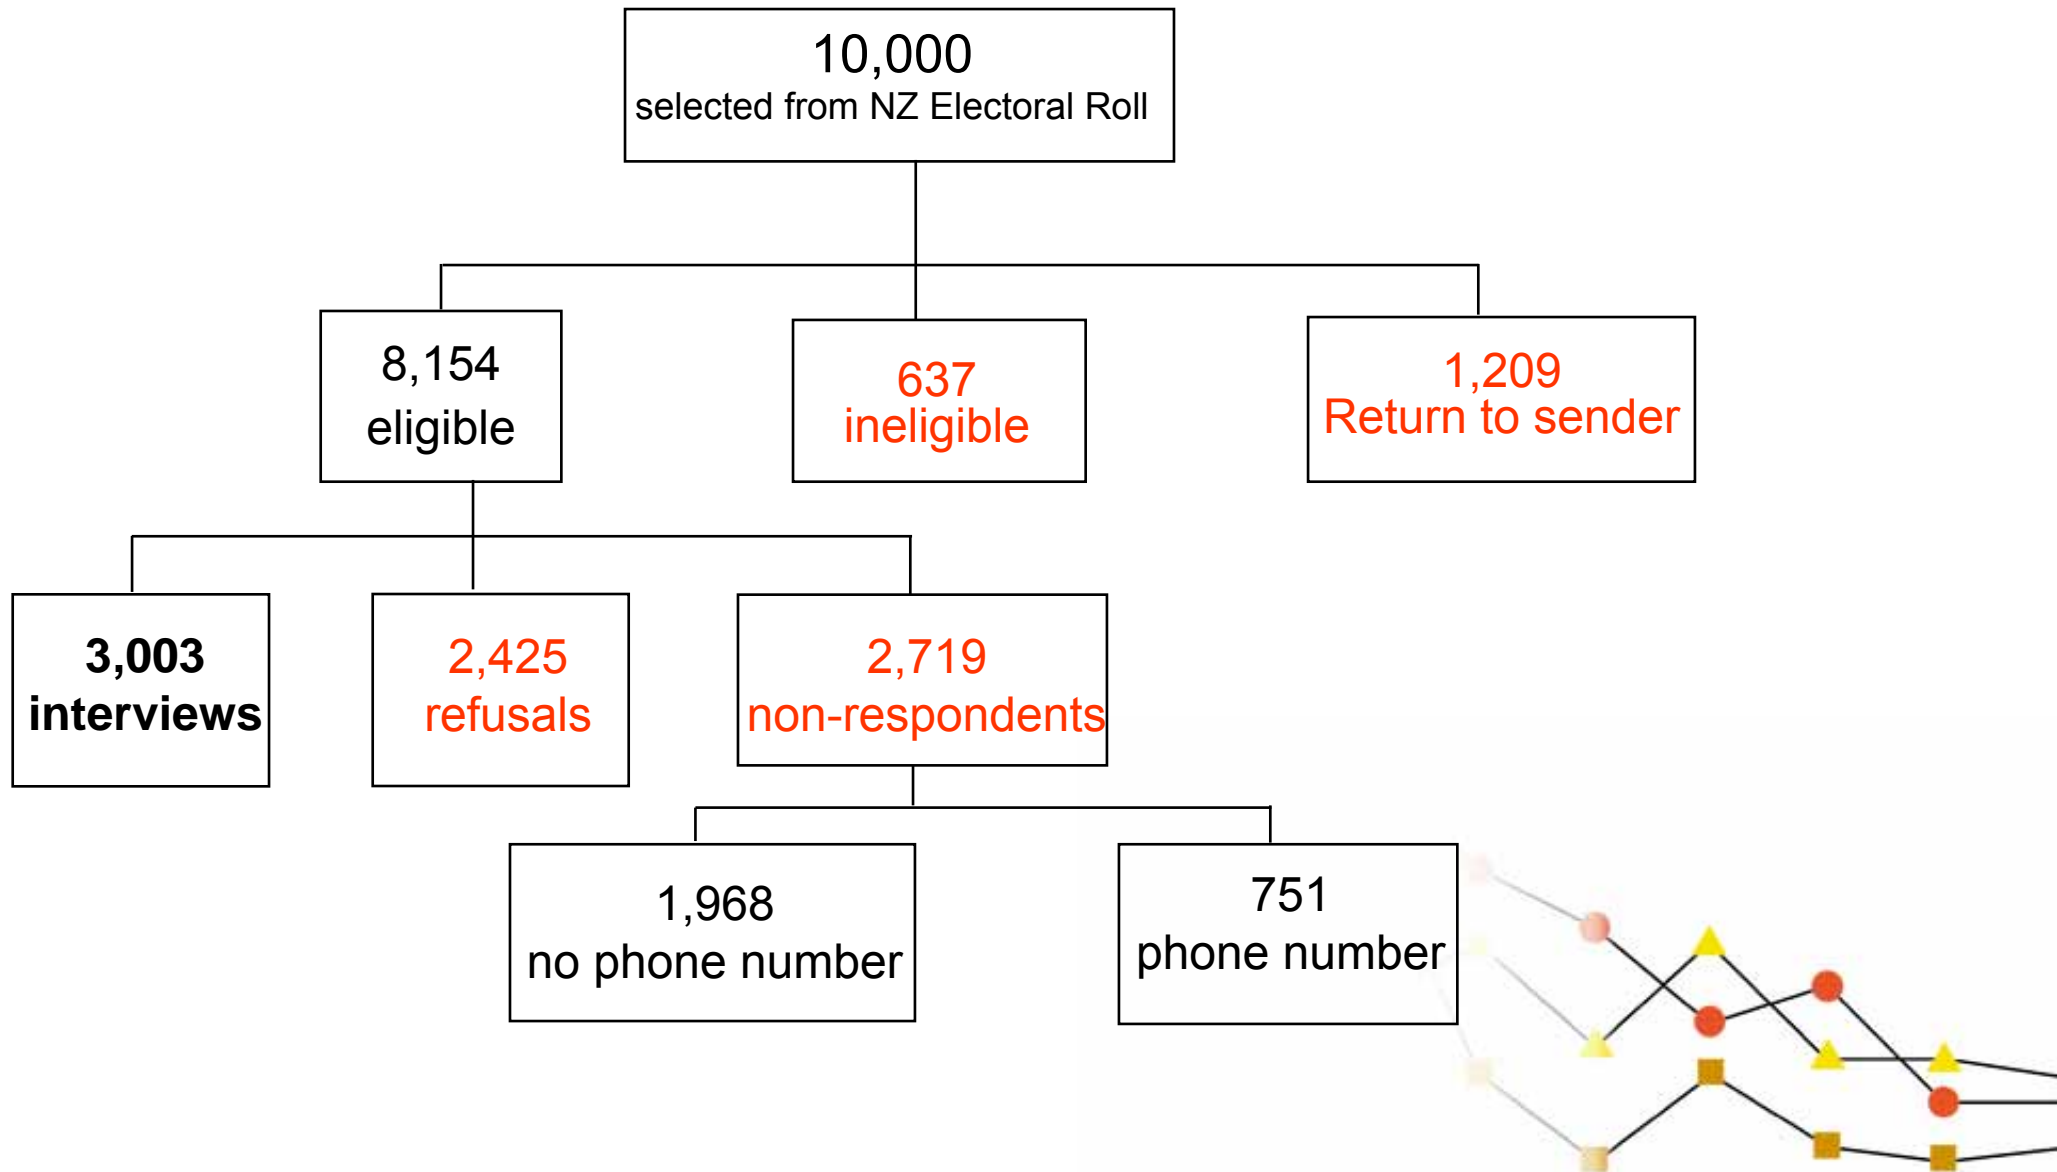 10,000
selected from NZ Electoral Roll
8,154
eligible
637
ineligible
1,209
Return to sender
3,003
interviews
2,425
refusals
2,719
non-respondents
1,968
no phone number
751
phone number